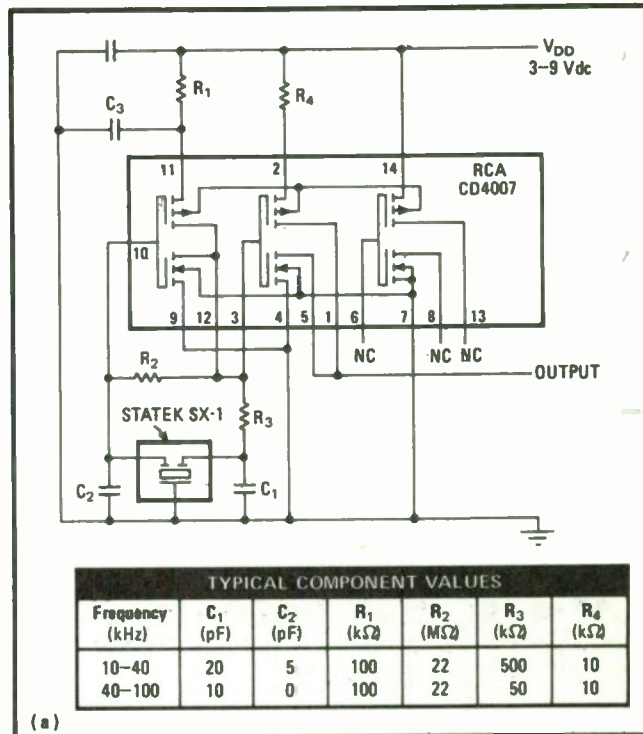 V_DD
3–9 Vdc
R₁
R₄
C₃
11 2 14 RCA
CD4007
10
9 12 3 4 5 1 6 7 8 13
NC NC NC
R₂
OUTPUT
STATEK SX-1
R₃
C₂
C₁
TYPICAL COMPONENT VALUES
Frequency (kHz) C₁ (pF) C₂ (pF) R₁ (kΩ) R₂ (MΩ) R₃ (kΩ) R₄ (kΩ)
10–40 20 5 100 22 500 10
40–100 10 0 100 22 50 10
(a)